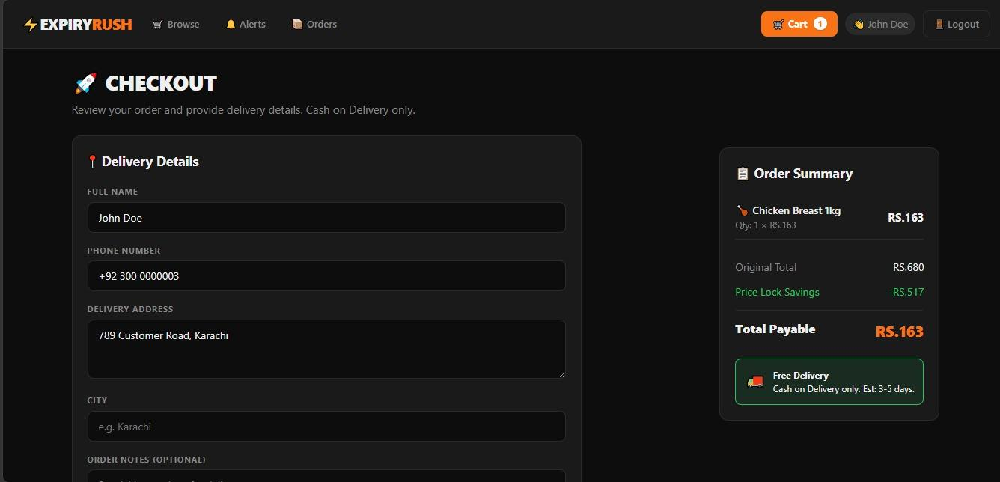 EXPIRYRUSH
Browse
Alerts
Orders
Cart 1
John Doe
Logout
CHECKOUT
Review your order and provide delivery details. Cash on Delivery only.
Delivery Details
FULL NAME
John Doe
PHONE NUMBER
+92 300 0000003
DELIVERY ADDRESS
789 Customer Road, Karachi
CITY
e.g. Karachi
ORDER NOTES (OPTIONAL)
Order Summary
Chicken Breast 1kg
RS.163
Qty: 1 × RS.163
Original Total
RS.680
Price Lock Savings
-RS.517
Total Payable
RS.163
Free Delivery
Cash on Delivery only. Est: 3-5 days.